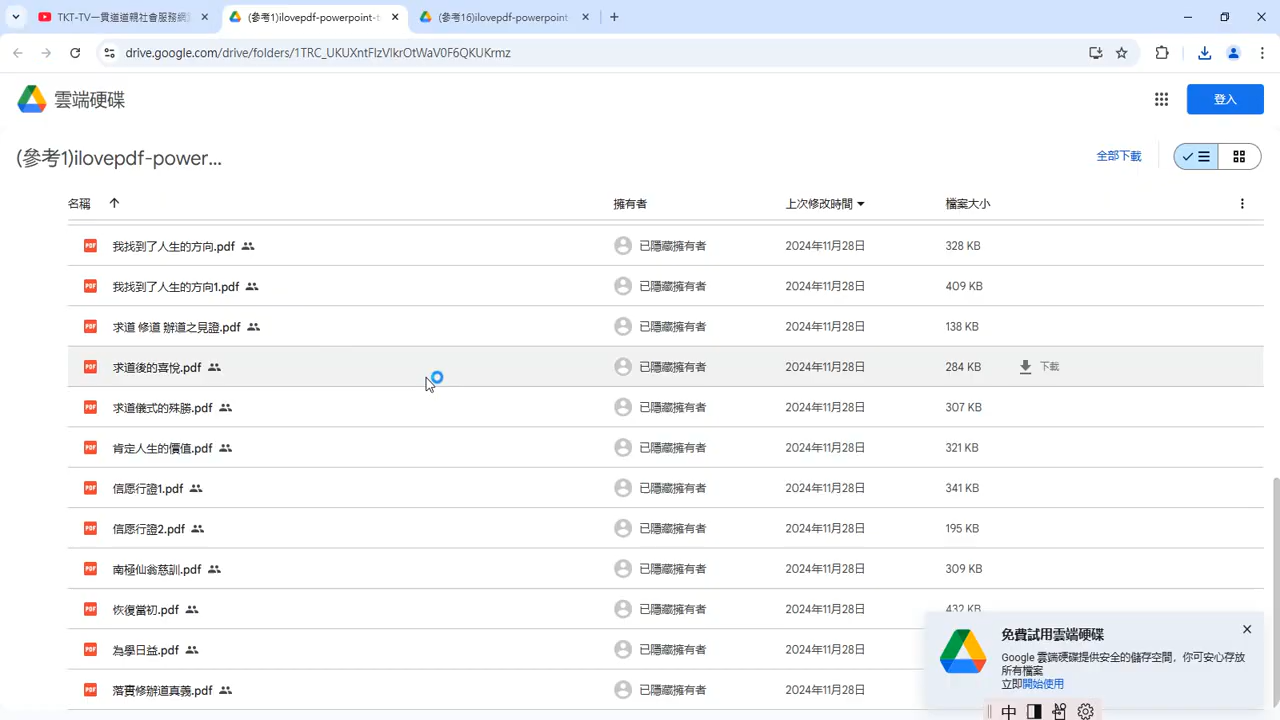 TKT-TV一貫道崇德社會服務
(參考1)ilovepdf-powerpoint-t
(參考
pdf-powerpoint
drive.google.com/drive/folders/1TRC_UKUXntFIzVlkrOtWaV0F6QKUKrmz
雲端硬碟
登入
(參考1)ilovepdf-power...
全部下載
名稱 擁有者 上次修改時間 檔案大小
我找到了人生的方向.pdf 已隱藏擁有者 2024年11月28日 328 KB
我找到了人生的方向1.pdf 已隱藏擁有者 2024年11月28日 409 KB
求道 修道 辦道之見證.pdf 已隱藏擁有者 2024年11月28日 138 KB
求道後的喜悅.pdf 已隱藏擁有者 2024年11月28日 284 KB 下載
求道儀式的殊勝.pdf 已隱藏擁有者 2024年11月28日 307 KB
肯定人生的價值.pdf 已隱藏擁有者 2024年11月28日 321 KB
信愿行證1.pdf 已隱藏擁有者 2024年11月28日 341 KB
信愿行證2.pdf 已隱藏擁有者 2024年11月28日 195 KB
南極仙翁慈訓.pdf 已隱藏擁有者 2024年11月28日 309 KB
恢復當初.pdf 已隱藏擁有者 2024年11月28日 432 KB
為學日益.pdf 已隱藏擁有者 2024年11月28日
落實修辦道真義.pdf 已隱藏擁有者 2024年11月28日
免費試用雲端硬碟
Google 雲端硬碟提供安全的儲存空間，你可安心存放
所有檔案
立即開始使用
中